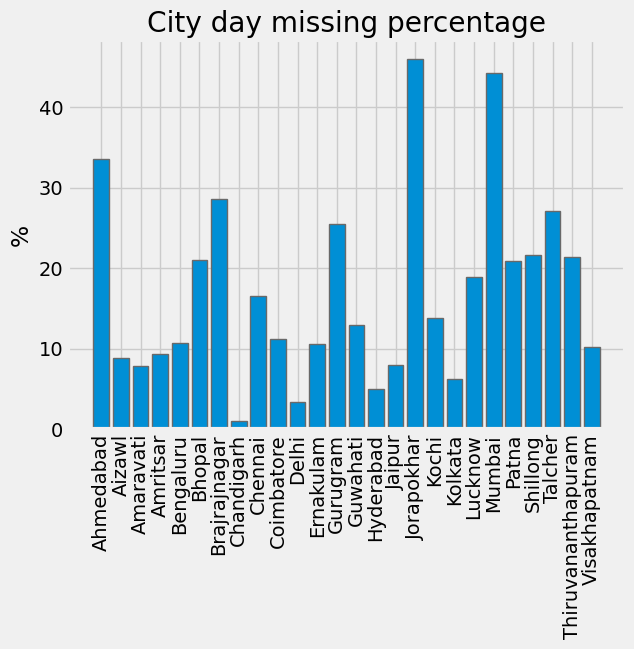 City day missing percentage
%
40
30
20
10
0
Ahmedabad
Aizawl
Amaravati
Amritsar
Bengaluru
Bhopal
Brajrajnagar
Chandigarh
Chennai
Coimbatore
Delhi
Ernakulam
Gurugram
Guwahati
Hyderabad
Jaipur
Jorapokhar
Kochi
Kolkata
Lucknow
Mumbai
Patna
Shillong
Talcher
Thiruvananthapuram
Visakhapatnam